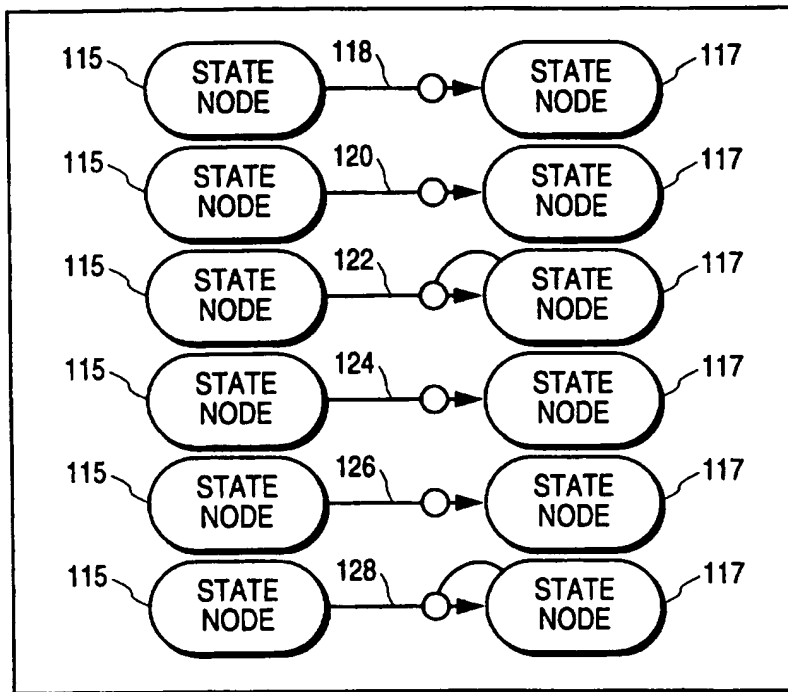 115 STATE NODE 118 STATE NODE 117
115 STATE NODE 120 STATE NODE 117
115 STATE NODE 122 STATE NODE 117
115 STATE NODE 124 STATE NODE 117
115 STATE NODE 126 STATE NODE 117
115 STATE NODE 128 STATE NODE 117